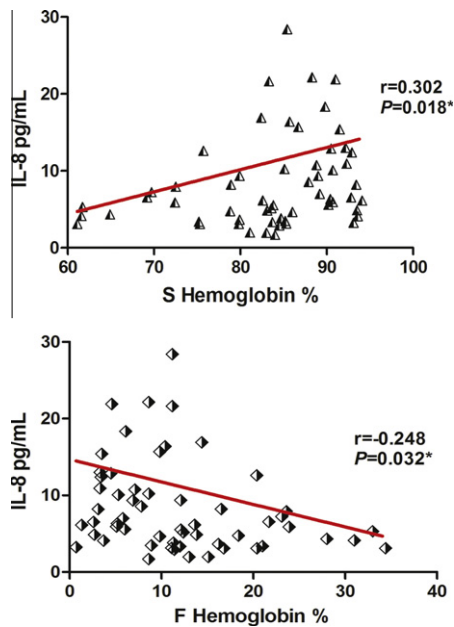 30
20
10
0
60
70
80
90
100
IL-8 pg/mL
S Hemoglobin %
r=0.302
P=0.018*
30
20
10
0
0
10
20
30
40
IL-8 pg/mL
F Hemoglobin %
r=-0.248
P=0.032*